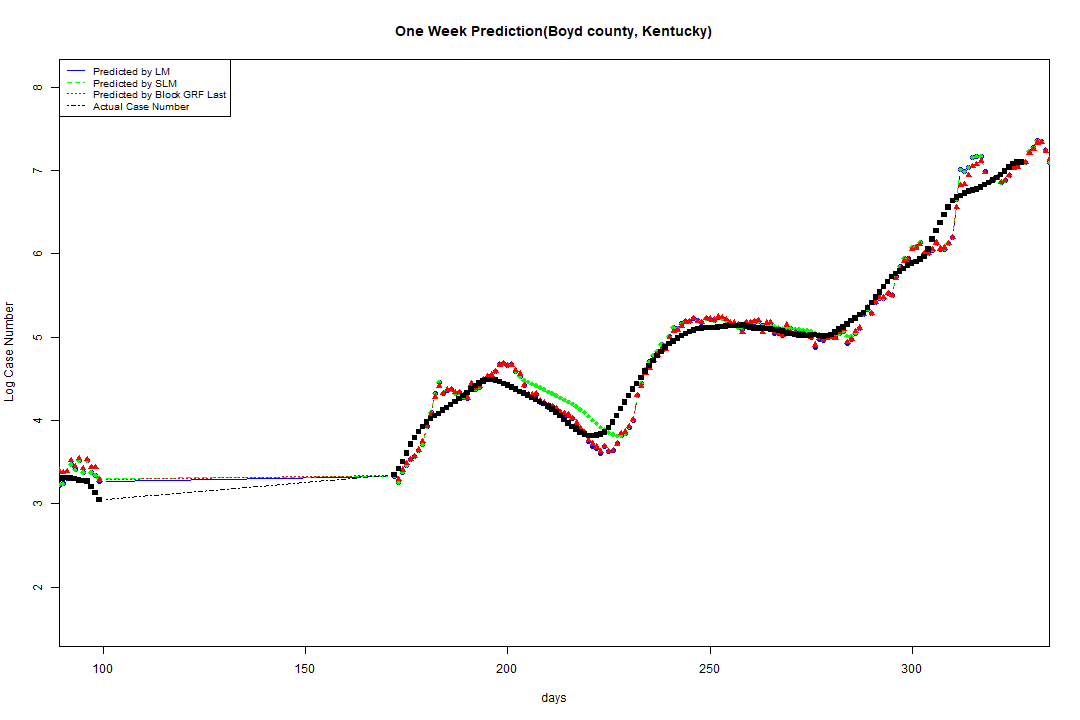 One Week Prediction(Boyd county, Kentucky)
Predicted by LM
Predicted by SLM
Predicted by Block GRF Last
Actual Case Number
8
7
6
5
4
3
2
Log Case Number
100 150 200 250 300
days